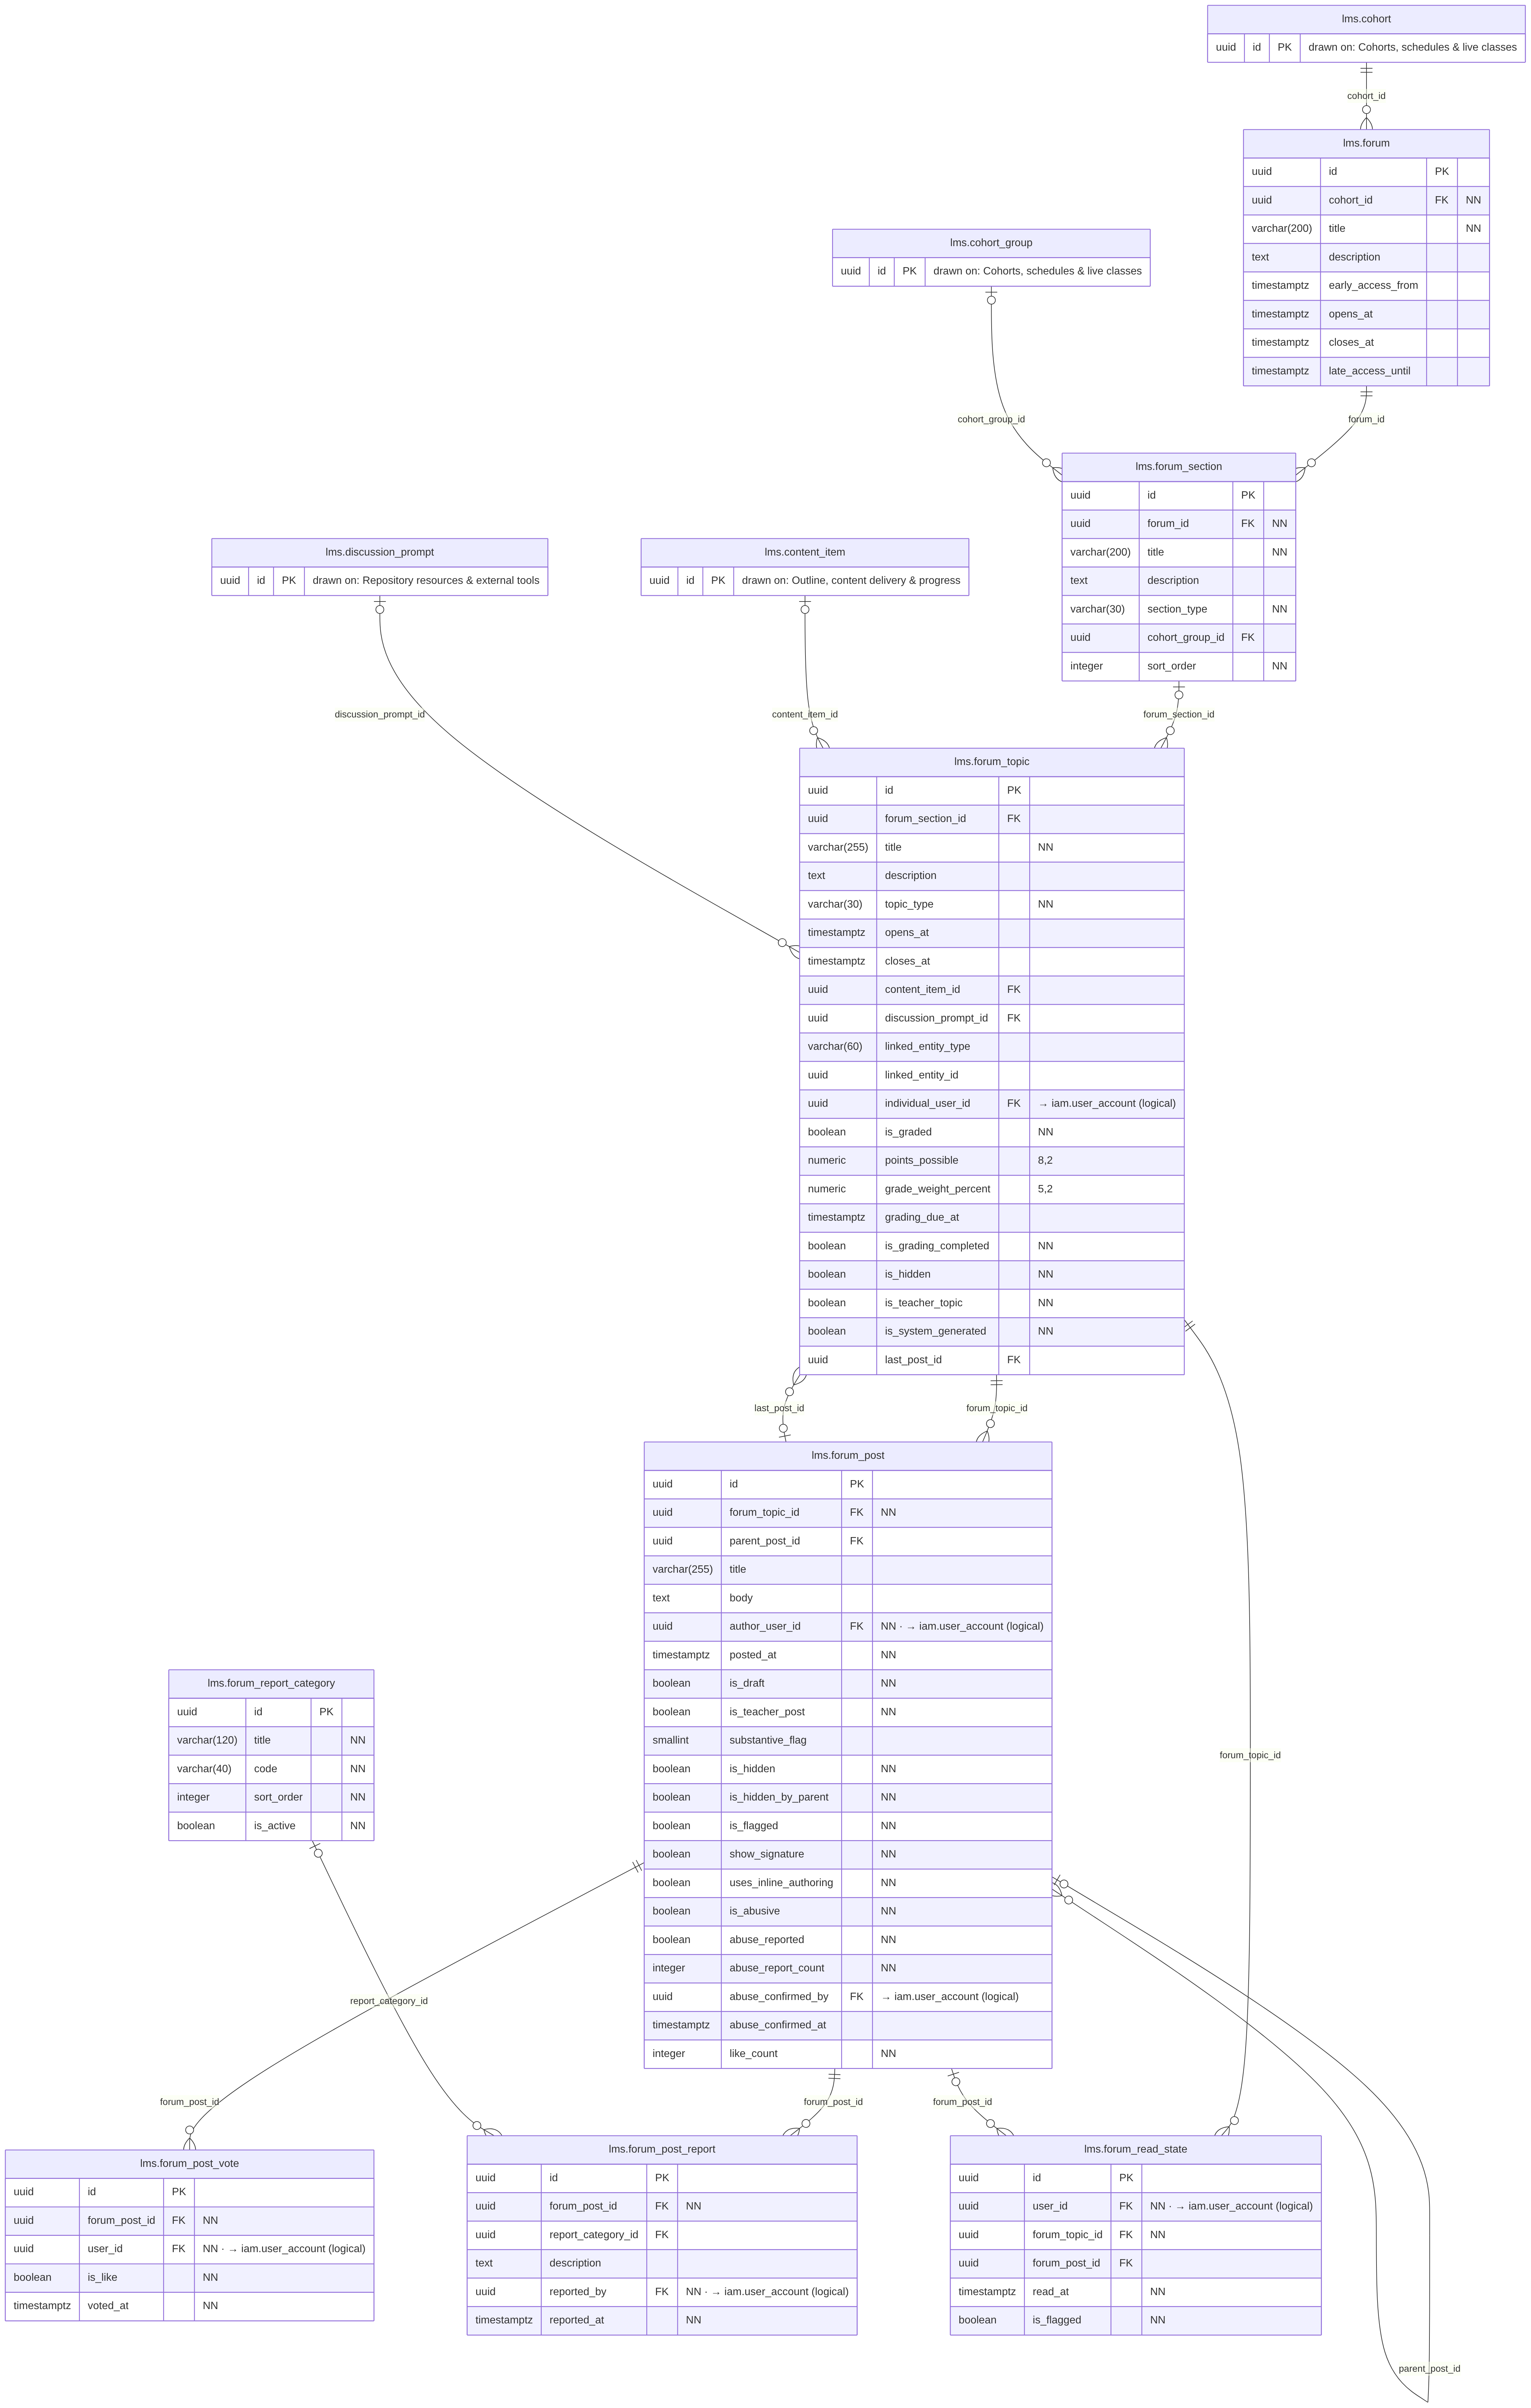 lms.cohort
uuid id PK drawn on: Cohorts, schedules & live classes
cohort_id
lms.forum
uuid id PK
uuid cohort_id FK NN
varchar(200) title NN
text description
timestamptz early_access_from
timestamptz opens_at
timestamptz closes_at
timestamptz late_access_until
lms.cohort_group
uuid id PK drawn on: Cohorts, schedules & live classes
cohort_group_id
forum_id
lms.forum_section
uuid id PK
uuid forum_id FK NN
varchar(200) title NN
text description
varchar(30) section_type NN
uuid cohort_group_id FK
integer sort_order NN
lms.discussion_prompt
uuid id PK drawn on: Repository resources & external tools
lms.content_item
uuid id PK drawn on: Outline, content delivery & progress
discussion_prompt_id
content_item_id
forum_section_id
lms.forum_topic
uuid id PK
uuid forum_section_id FK
varchar(255) title NN
text description
varchar(30) topic_type NN
timestamptz opens_at
timestamptz closes_at
uuid content_item_id FK
uuid discussion_prompt_id FK
varchar(60) linked_entity_type
uuid linked_entity_id
uuid individual_user_id FK → iam.user_account (logical)
boolean is_graded NN
numeric points_possible 8,2
numeric grade_weight_percent 5,2
timestamptz grading_due_at
boolean is_grading_completed NN
boolean is_hidden NN
boolean is_teacher_topic NN
boolean is_system_generated NN
uuid last_post_id FK
last_post_id
forum_topic_id
lms.forum_post
uuid id PK
uuid forum_topic_id FK NN
uuid parent_post_id FK
varchar(255) title
text body
uuid author_user_id FK NN · → iam.user_account (logical)
timestamptz posted_at NN
boolean is_draft NN
boolean is_teacher_post NN
smallint substantive_flag
boolean is_hidden NN
boolean is_hidden_by_parent NN
boolean is_flagged NN
boolean show_signature NN
boolean uses_inline_authoring NN
boolean is_abusive NN
boolean abuse_reported NN
integer abuse_report_count NN
uuid abuse_confirmed_by FK → iam.user_account (logical)
timestamptz abuse_confirmed_at
integer like_count NN
forum_topic_id
lms.forum_report_category
uuid id PK
varchar(120) title NN
varchar(40) code NN
integer sort_order NN
boolean is_active NN
report_category_id
forum_post_id
forum_post_id
forum_post_id
lms.forum_post_vote
uuid id PK
uuid forum_post_id FK NN
uuid user_id FK NN · → iam.user_account (logical)
boolean is_like NN
timestamptz voted_at NN
lms.forum_post_report
uuid id PK
uuid forum_post_id FK NN
uuid report_category_id FK
text description
uuid reported_by FK NN · → iam.user_account (logical)
timestamptz reported_at NN
lms.forum_read_state
uuid id PK
uuid user_id FK NN · → iam.user_account (logical)
uuid forum_topic_id FK NN
uuid forum_post_id FK
timestamptz read_at NN
boolean is_flagged NN
parent_post_id